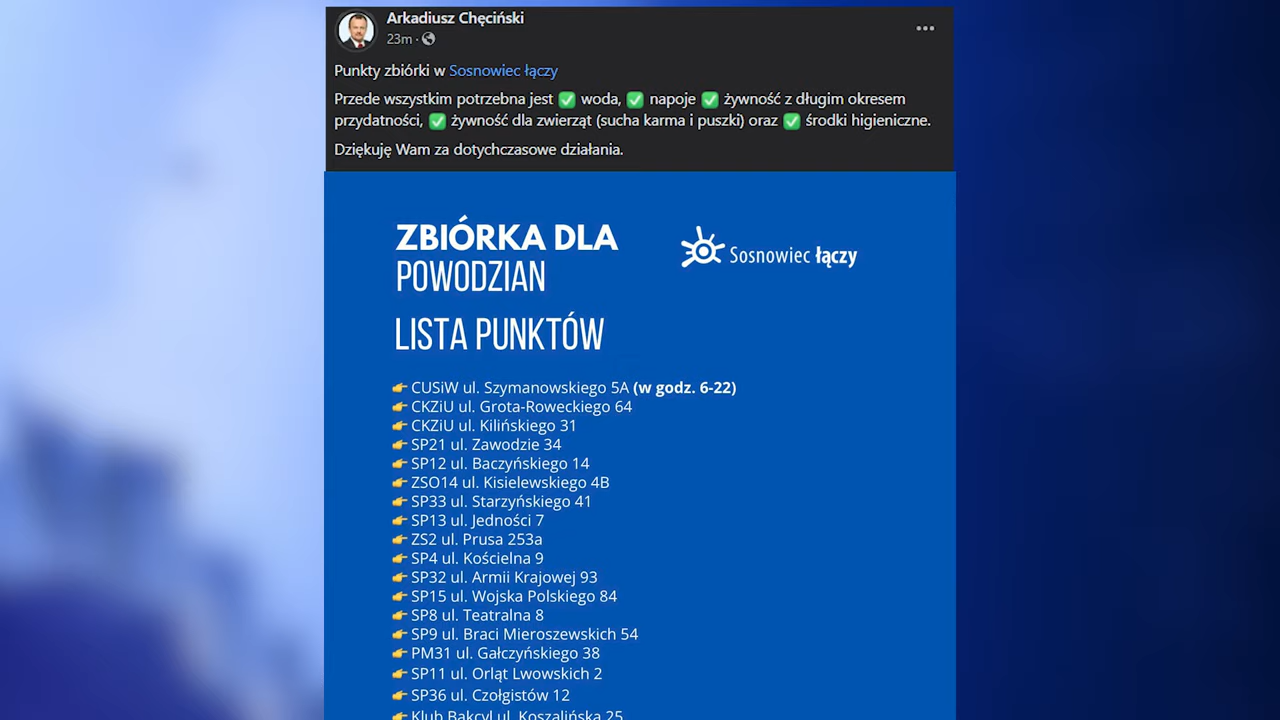 Arkadiusz Chęciński
23m ·
Punkty zbiórki w Sosnowiec łączy
Przede wszystkim potrzebna jest ✅ woda, ✅ napoje ✅ żywność z długim okresem
przydatności, ✅ żywność dla zwierząt (sucha karma i puszki) oraz ✅ środki higieniczne.
Dziękuję Wam za dotychczasowe działania.
ZBIÓRKA DLA
POWODZIAN
Sosnowiec łączy
LISTA PUNKTÓW
👉 CUSiW ul. Szymanowskiego 5A (w godz. 6-22)
👉 CKZiU ul. Grota-Roweckiego 64
👉 CKZiU ul. Kilińskiego 31
👉 SP21 ul. Zawodzie 34
👉 SP12 ul. Baczyńskiego 14
👉 ZSO14 ul. Kisielewskiego 4B
👉 SP33 ul. Starzyńskiego 41
👉 SP13 ul. Jedności 7
👉 ZS2 ul. Prusa 253a
👉 SP4 ul. Kościelna 9
👉 SP32 ul. Armii Krajowej 93
👉 SP15 ul. Wojska Polskiego 84
👉 SP8 ul. Teatralna 8
👉 SP9 ul. Braci Mieroszewskich 54
👉 PM31 ul. Gałczyńskiego 38
👉 SP11 ul. Orląt Lwowskich 2
👉 SP36 ul. Czołgistów 12
👉 Klub Bakcyl ul. Koszalińska 25